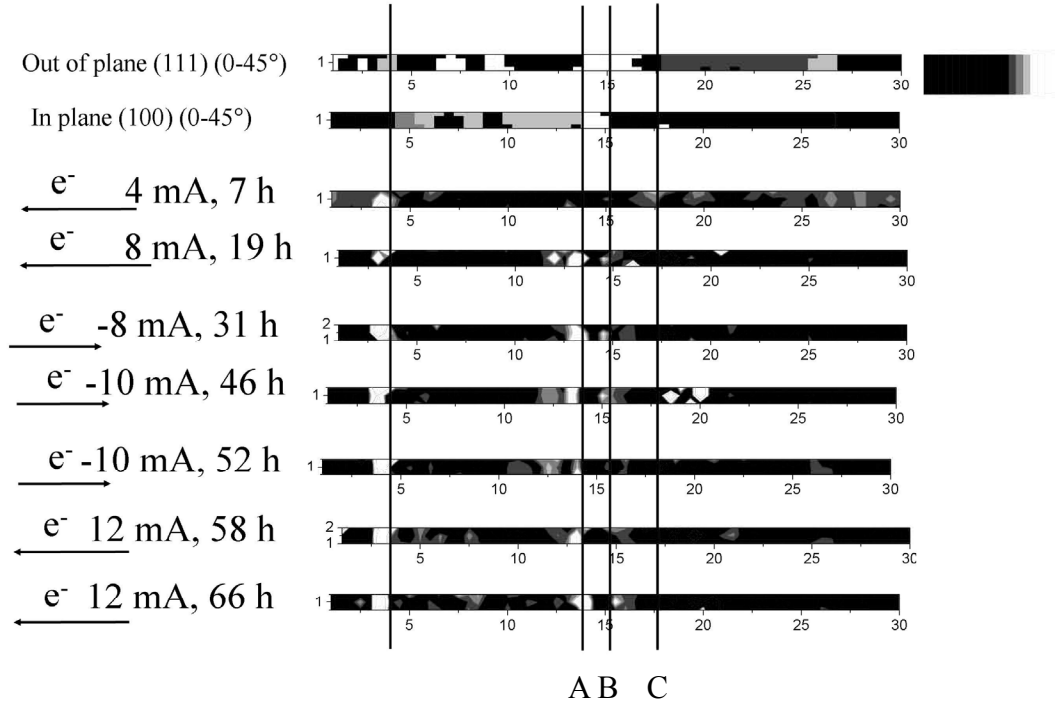 Out of plane (111) (0-45°)
1
5 10 15 20 25 30
In plane (100) (0-45°)
1
5 10 15 20 25 30
e- 4 mA, 7 h
1
5 10 15 20 25 30
e- 8 mA, 19 h
1
5 10 15 20 25 30
e- -8 mA, 31 h
2
1
5 10 15 20 25 30
e- -10 mA, 46 h
1
5 10 15 20 25 30
e- -10 mA, 52 h
1
5 10 15 20 25 30
e- 12 mA, 58 h
2
1
5 10 15 20 25 30
e- 12 mA, 66 h
1
5 10 15 20 25 30
A B C